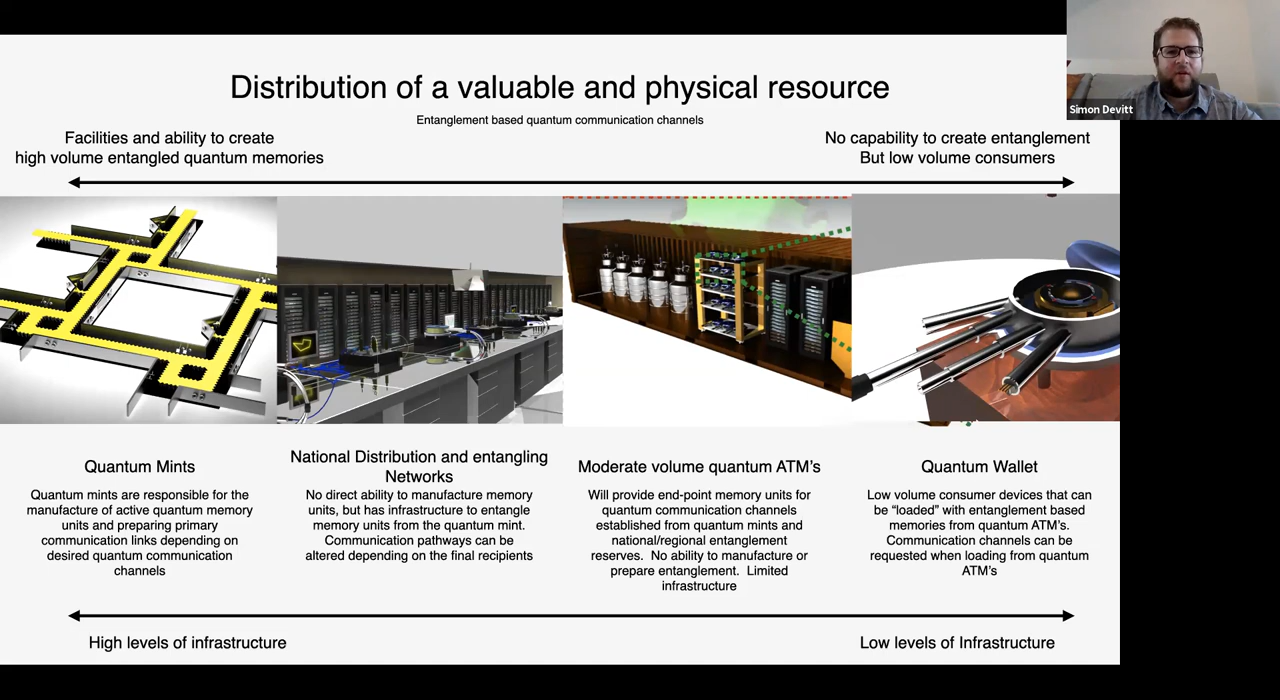 Distribution of a valuable and physical resource
Entanglement based quantum communication channels
Simon Devitt
Facilities and ability to create
high volume entangled quantum memories
No capability to create entanglement
But low volume consumers
Quantum Mints
Quantum mints are responsible for the
manufacture of active quantum memory
units and preparing primary
communication links depending on
desired quantum communication
channels
National Distribution and entangling
Networks
No direct ability to manufacture memory
units, but has infrastructure to entangle
memory units from the quantum mint.
Communication pathways can be
altered depending on the final recipients
Moderate volume quantum ATM's
Will provide end-point memory units for
quantum communication channels
established from quantum mints and
national/regional entanglement
reserves.  No ability to manufacture or
prepare entanglement.  Limited
infrastructure
Quantum Wallet
Low volume consumer devices that can
be “loaded” with entanglement based
memories from quantum ATM's.
Communication channels can be
requested when loading from quantum
ATM's
High levels of infrastructure
Low levels of Infrastructure